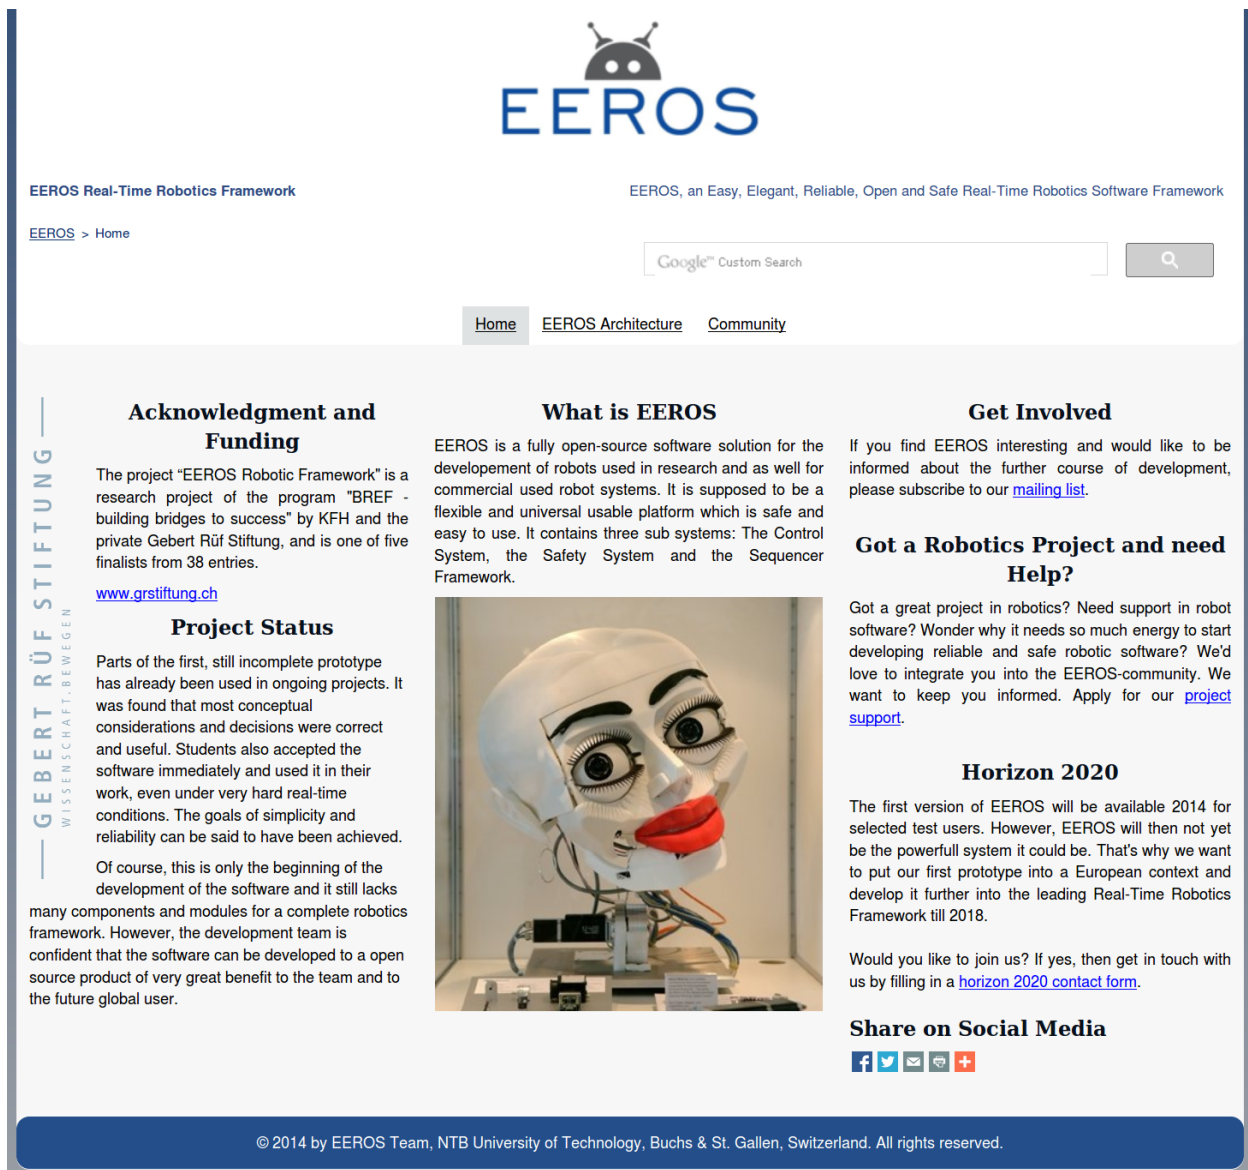 EEROS
EEROS Real-Time Robotics Framework
EEROS, an Easy, Elegant, Reliable, Open and Safe Real-Time Robotics Software Framework
EEROS > Home
Google™ Custom Search
Home
EEROS Architecture
Community
GEBERT RÜF STIFTUNG
WISSENSCHAFT.BEWEGEN
Acknowledgment and
Funding
The project “EEROS Robotic Framework" is a
research project of the program "BREF -
building bridges to success" by KFH and the
private Gebert Rüf Stiftung, and is one of five
finalists from 38 entries.
www.grstiftung.ch
Project Status
Parts of the first, still incomplete prototype
has already been used in ongoing projects. It
was found that most conceptual
considerations and decisions were correct
and useful. Students also accepted the
software immediately and used it in their
work, even under very hard real-time
conditions. The goals of simplicity and
reliability can be said to have been achieved.
Of course, this is only the beginning of the
development of the software and it still lacks
many components and modules for a complete robotics
framework. However, the development team is
confident that the software can be developed to a open
source product of very great benefit to the team and to
the future global user.
What is EEROS
EEROS is a fully open-source software solution for the
developement of robots used in research and as well for
commercial used robot systems. It is supposed to be a
flexible and universal usable platform which is safe and
easy to use. It contains three sub systems: The Control
System, the Safety System and the Sequencer
Framework.
Get Involved
If you find EEROS interesting and would like to be
informed about the further course of development,
please subscribe to our mailing list.
Got a Robotics Project and need
Help?
Got a great project in robotics? Need support in robot
software? Wonder why it needs so much energy to start
developing reliable and safe robotic software? We'd
love to integrate you into the EEROS-community. We
want to keep you informed. Apply for our project
support.
Horizon 2020
The first version of EEROS will be available 2014 for
selected test users. However, EEROS will then not yet
be the powerfull system it could be. That's why we want
to put our first prototype into a European context and
develop it further into the leading Real-Time Robotics
Framework till 2018.
Would you like to join us? If yes, then get in touch with
us by filling in a horizon 2020 contact form.
Share on Social Media
© 2014 by EEROS Team, NTB University of Technology, Buchs & St. Gallen, Switzerland. All rights reserved.